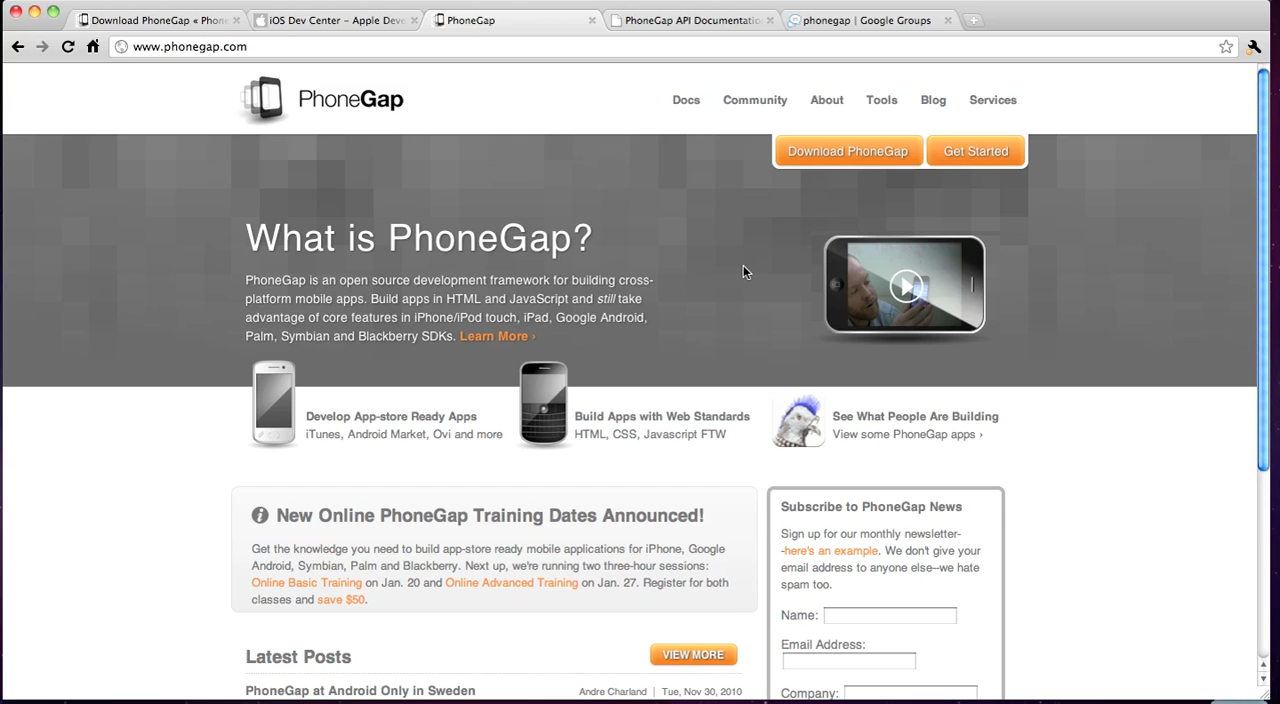 Download PhoneGap « Phone
iOS Dev Center - Apple Deve
PhoneGap
PhoneGap API Documentatio
phonegap | Google Groups
www.phonegap.com
PhoneGap
Docs
Community
About
Tools
Blog
Services
Download PhoneGap
Get Started
What is PhoneGap?
PhoneGap is an open source development framework for building cross-
platform mobile apps. Build apps in HTML and JavaScript and still take
advantage of core features in iPhone/iPod touch, iPad, Google Android,
Palm, Symbian and Blackberry SDKs. Learn More ›
Develop App-store Ready Apps
iTunes, Android Market, Ovi and more
Build Apps with Web Standards
HTML, CSS, Javascript FTW
See What People Are Building
View some PhoneGap apps ›
New Online PhoneGap Training Dates Announced!
Get the knowledge you need to build app-store ready mobile applications for iPhone, Google
Android, Symbian, Palm and Blackberry. Next up, we're running two three-hour sessions:
Online Basic Training on Jan. 20 and Online Advanced Training on Jan. 27. Register for both
classes and save $50.
Subscribe to PhoneGap News
Sign up for our monthly newsletter-
-here's an example. We don't give your
email address to anyone else--we hate
spam too.
Name:
Email Address:
Company:
Latest Posts
VIEW MORE
PhoneGap at Android Only in Sweden
Andre Charland | Tue, Nov 30, 2010